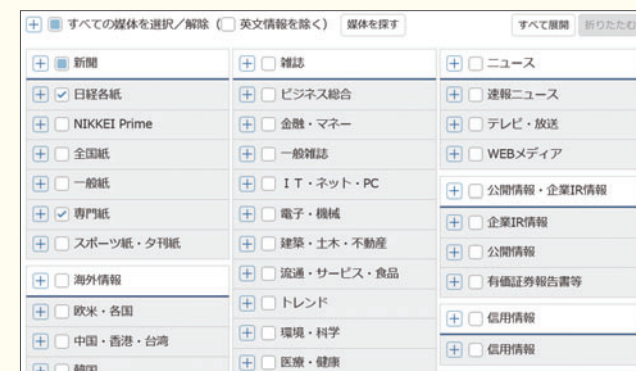 すべての媒体を選択／解除（ 英文情報を除く） 媒体を探す すべて展開 折りたたむ
新聞
日経各紙
NIKKEI Prime
全国紙
一般紙
専門紙
スポーツ紙・夕刊紙
海外情報
欧米・各国
中国・香港・台湾
韓国
雑誌
ビジネス総合
金融・マネー
一般雑誌
ＩＴ・ネット・PC
電子・機械
建築・土木・不動産
流通・サービス・食品
トレンド
環境・科学
医療・健康
ニュース
速報ニュース
テレビ・放送
WEBメディア
公開情報・企業IR情報
企業IR情報
公開情報
有価証券報告書等
信用情報
信用情報